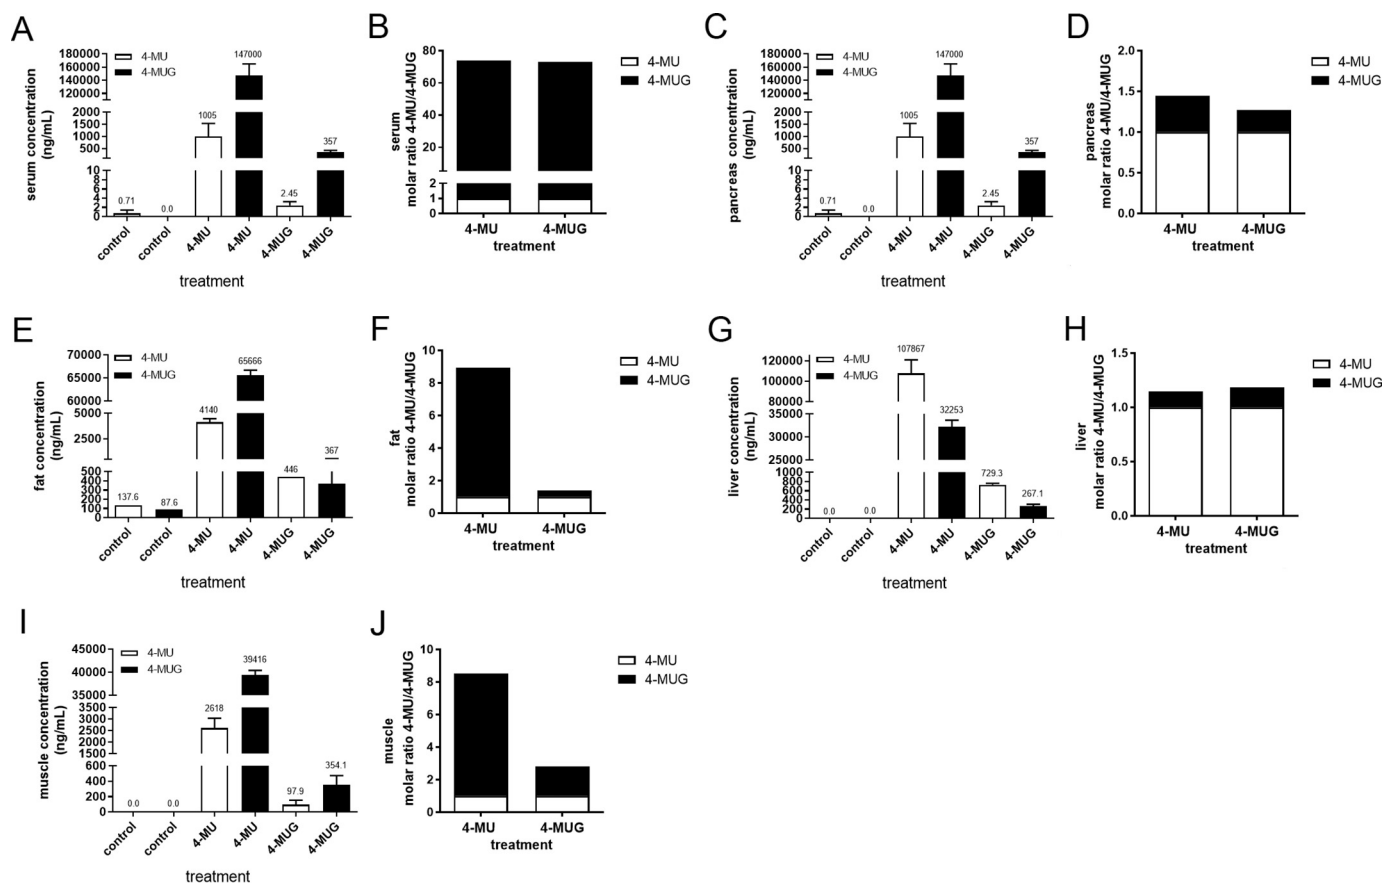 A
serum concentration
(ng/mL)
180000
160000
140000
120000
2000
1500
1000
500
10
8
6
4
2
0
4-MU
4-MUG
0.71
0.0
1005
147000
2.45
357
control
control
4-MU
4-MU
4-MUG
4-MUG
treatment
B
serum
molar ratio 4-MU/4-MUG
80
60
40
20
2
1
0
4-MU
4-MUG
4-MU
4-MUG
treatment
C
pancreas concentration
(ng/mL)
180000
160000
140000
120000
2000
1500
1000
500
10
8
6
4
2
0
4-MU
4-MUG
0.71
0.0
1005
147000
2.45
357
control
control
4-MU
4-MU
4-MUG
4-MUG
treatment
D
pancreas
molar ratio 4-MU/4-MUG
2.0
1.5
1.0
0.5
0.0
4-MU
4-MUG
4-MU
4-MUG
treatment
E
fat concentration
(ng/mL)
70000
65000
60000
5000
2500
500
400
300
200
100
0
4-MU
4-MUG
137.6
87.6
4140
65666
446
367
control
control
4-MU
4-MU
4-MUG
4-MUG
treatment
F
fat
molar ratio 4-MU/4-MUG
10
8
6
4
2
0
4-MU
4-MUG
4-MU
4-MUG
treatment
G
liver concentration
(ng/mL)
120000
100000
80000
35000
30000
25000
1000
800
600
400
200
0
4-MU
4-MUG
0.0
0.0
107867
32253
729.3
267.1
control
control
4-MU
4-MU
4-MUG
4-MUG
treatment
H
liver
molar ratio 4-MU/4-MUG
1.5
1.0
0.5
0.0
4-MU
4-MUG
4-MU
4-MUG
treatment
I
muscle concentration
(ng/mL)
45000
40000
35000
3500
3000
2500
1500
600
400
200
0
4-MU
4-MUG
0.0
0.0
2618
39416
97.9
354.1
control
control
4-MU
4-MU
4-MUG
4-MUG
treatment
J
muscle
molar ratio 4-MU/4-MUG
10
8
6
4
2
0
4-MU
4-MUG
4-MU
4-MUG
treatment